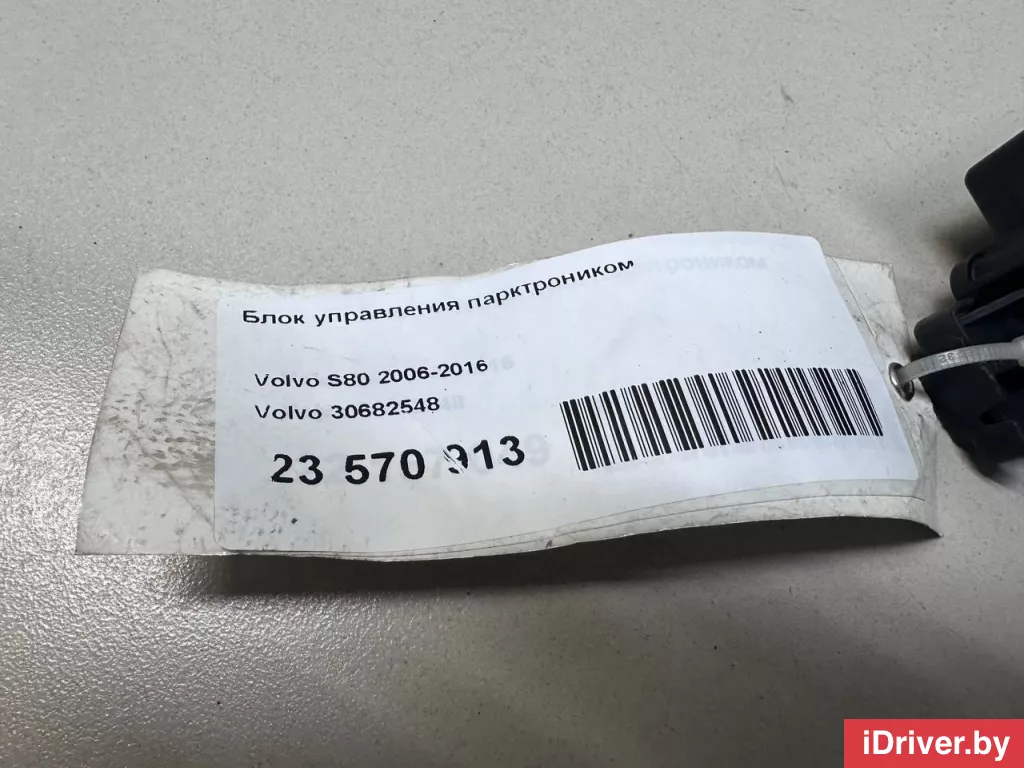 Блок управления парктроником
Volvo S80 2006-2016
Volvo 30682548
23 570 913
iDriver.by